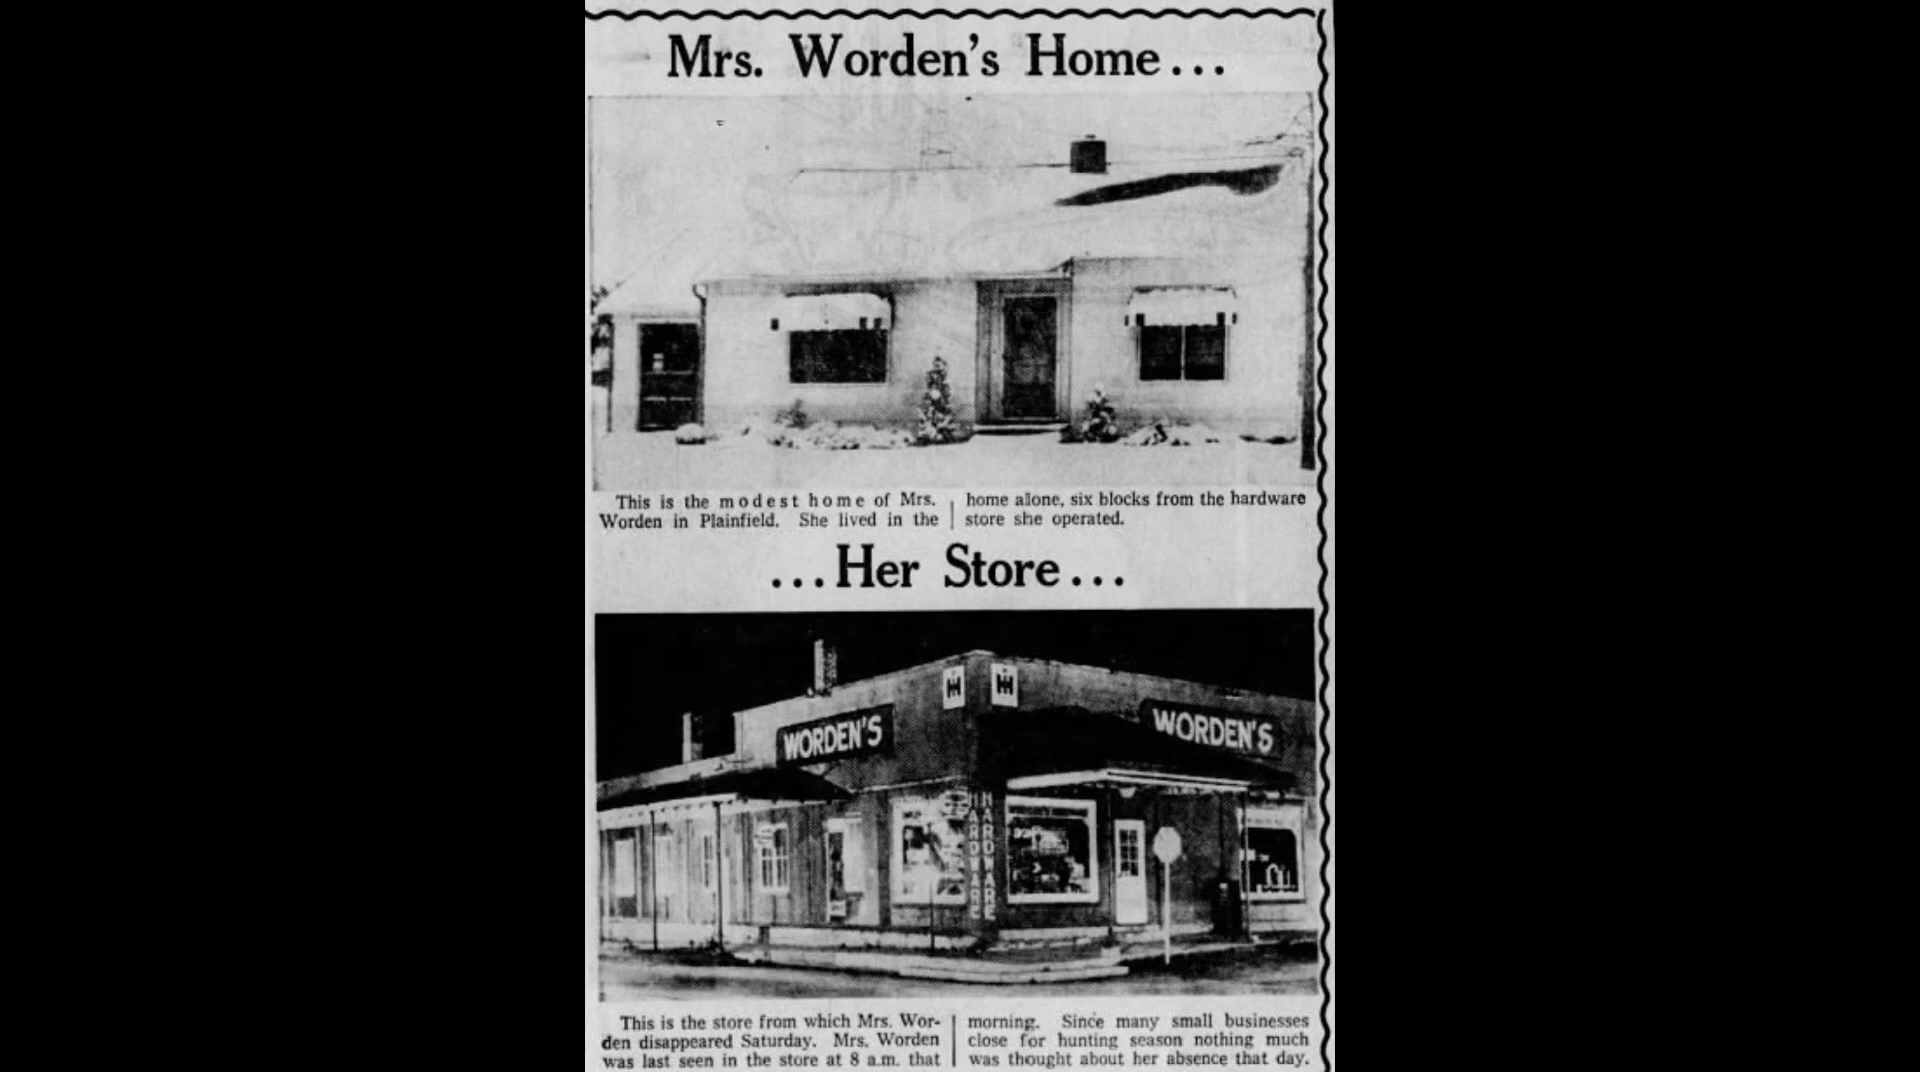 Mrs. Worden's Home...
This is the modest home of Mrs.
Worden in Plainfield. She lived in the
home alone, six blocks from the hardware
store she operated.
...Her Store...
WORDEN'S
WORDEN'S
HARDWARE
HARDWARE
This is the store from which Mrs. Wor-
den disappeared Saturday. Mrs. Worden
was last seen in the store at 8 a.m. that
morning. Since many small businesses
close for hunting season nothing much
was thought about her absence that day.